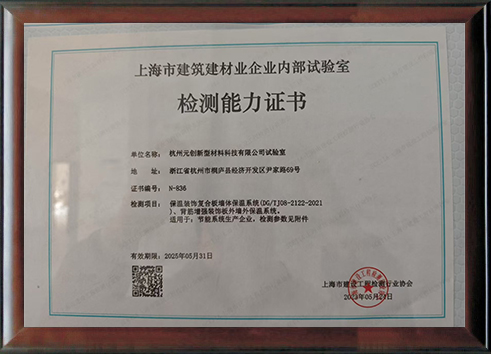 上海市建筑建材业企业内部试验室
检测能力证书
单位名称: 杭州元创新型材料科技有限公司试验室
地 址: 浙江省杭州市桐庐县经济开发区尹家路69号
证书编号: N-836
检测项目: 保温装饰复合板墙体保温系统(DG/TJ08-2122-2021
)、背筋增强装饰板外墙外保温系统。
适用于: 节能系统生产企业, 检测参数见附件
有效期限: 2025年05月31日
上海市建设工程检测行业协会